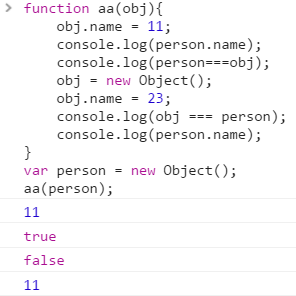 > function aa(obj){
    obj.name = 11;
    console.log(person.name);
    console.log(person===obj);
    obj = new Object();
    obj.name = 23;
    console.log(obj === person);
    console.log(person.name);
}
var person = new Object();
aa(person);
11
true
false
11